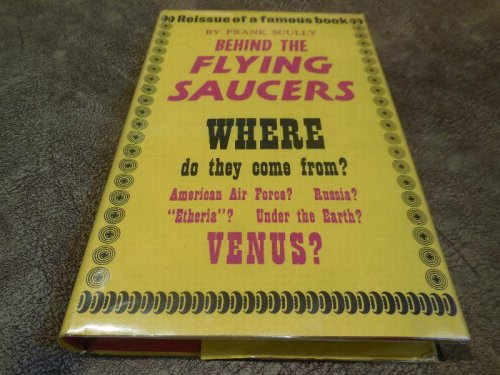 Reissue of a famous book
BY FRANK SCULLY
BEHIND THE
FLYING
SAUCERS
WHERE
do they come from?
American Air Force? Russia?
"Etheria"? Under the Earth?
VENUS?